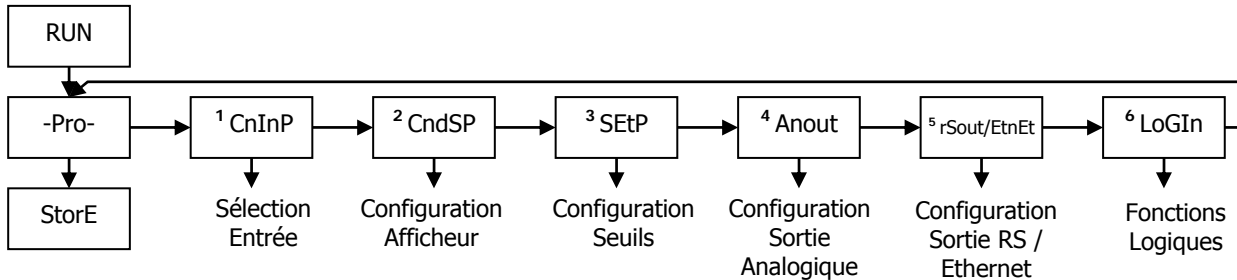 RUN
-Pro-
¹ CnInP
² CndSP
³ SEtP
⁴ Anout
⁵ rSout/EtnEt
⁶ LoGIn
StorE
Sélection
Entrée
Configuration
Afficheur
Configuration
Seuils
Configuration
Sortie
Analogique
Configuration
Sortie RS /
Ethernet
Fonctions
Logiques